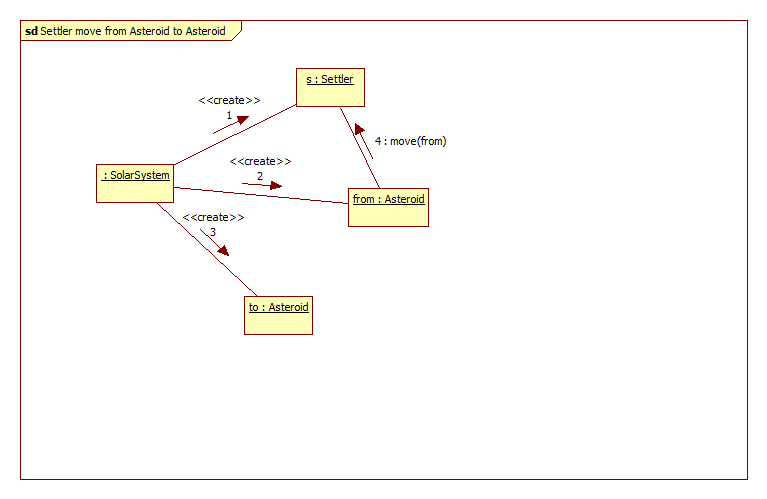 sd Settler move from Asteroid to Asteroid
s : Settler
<<create>>
1
4 : move(from)
<<create>>
2
: SolarSystem
from : Asteroid
<<create>>
3
to : Asteroid